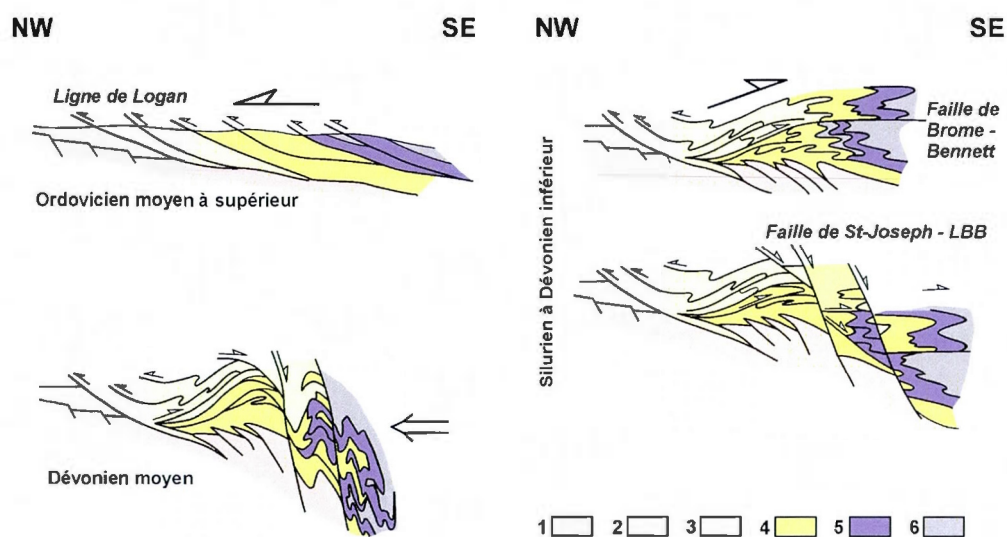 NW
SE
Ligne de Logan
Ordovicien moyen à supérieur
Dévonien moyen
NW
SE
Silurien à Dévonien inférieur
Faille de
Brome -
Bennett
Faille de St-Joseph - LBB
1 2 3 4 5 6